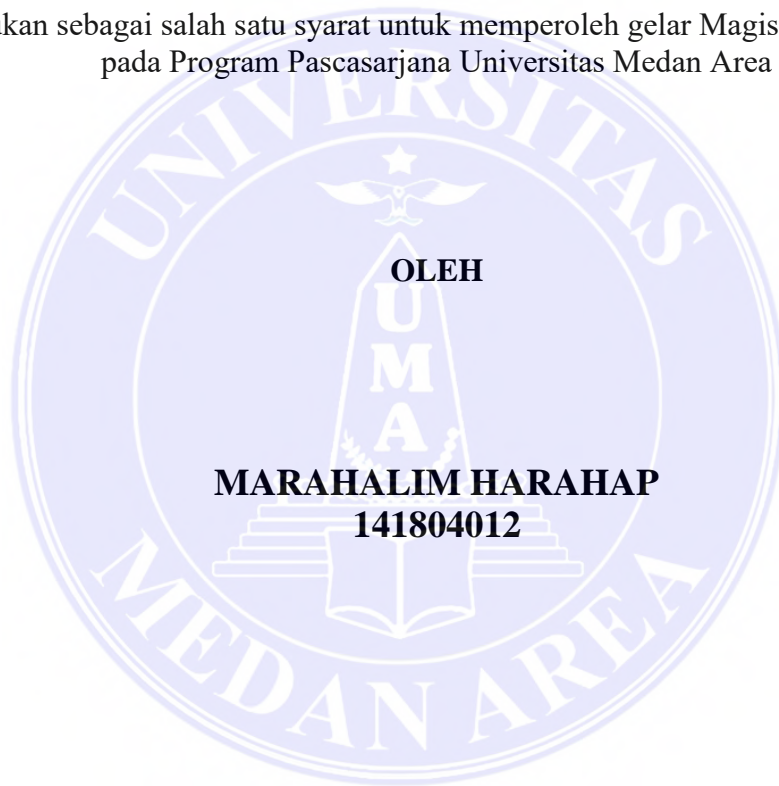 kan sebagai salah satu syarat untuk memperoleh gelar Magis
pada Program Pascasarjana Universitas Medan Area
UNIVERSITAS
OLEH
UMA
MARAHALIM HARAHAP
141804012
MEDAN AREA